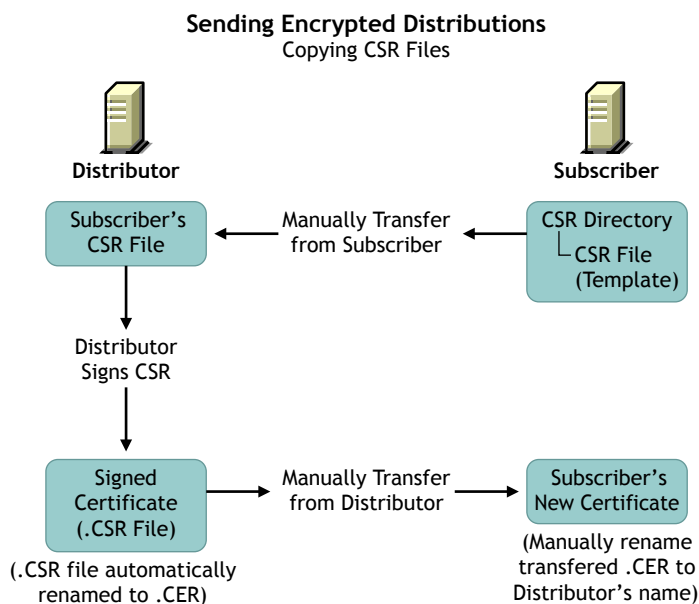 Sending Encrypted Distributions
Copying CSR Files
Distributor
Subscriber
Subscriber's
CSR File
Manually Transfer
from Subscriber
CSR Directory
CSR File
(Template)
Distributor
Signs CSR
Signed
Certificate
(.CSR File)
Manually Transfer
from Distributor
Subscriber's
New Certificate
(.CSR file automatically
renamed to .CER)
(Manually rename
transfered .CER to
Distributor's name)